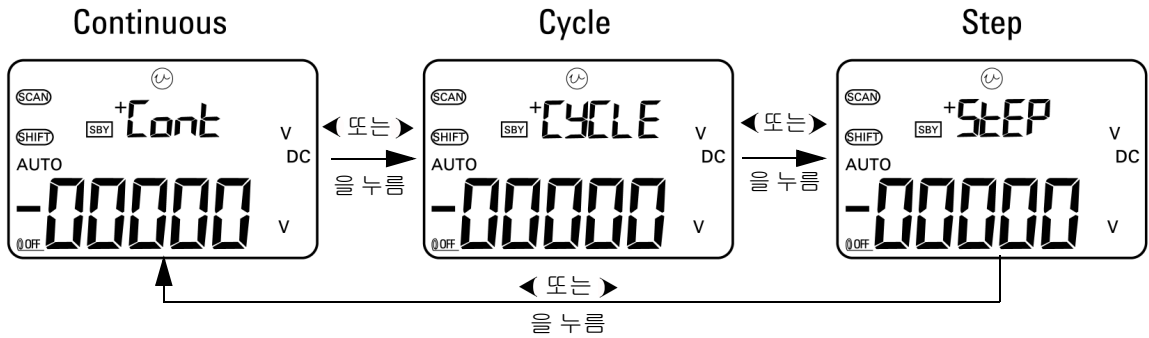 Continuous
Cycle
Step
SCAN
SHIFT
AUTO
SBY
+Cont
V
DC
-00000
V
OFF
◀ 또는 ▶
을 누름
SCAN
SHIFT
AUTO
SBY
+CYCLE
V
DC
-00000
V
OFF
◀ 또는 ▶
을 누름
SCAN
SHIFT
AUTO
SBY
+StEP
V
DC
-00000
V
OFF
◀ 또는 ▶
을 누름